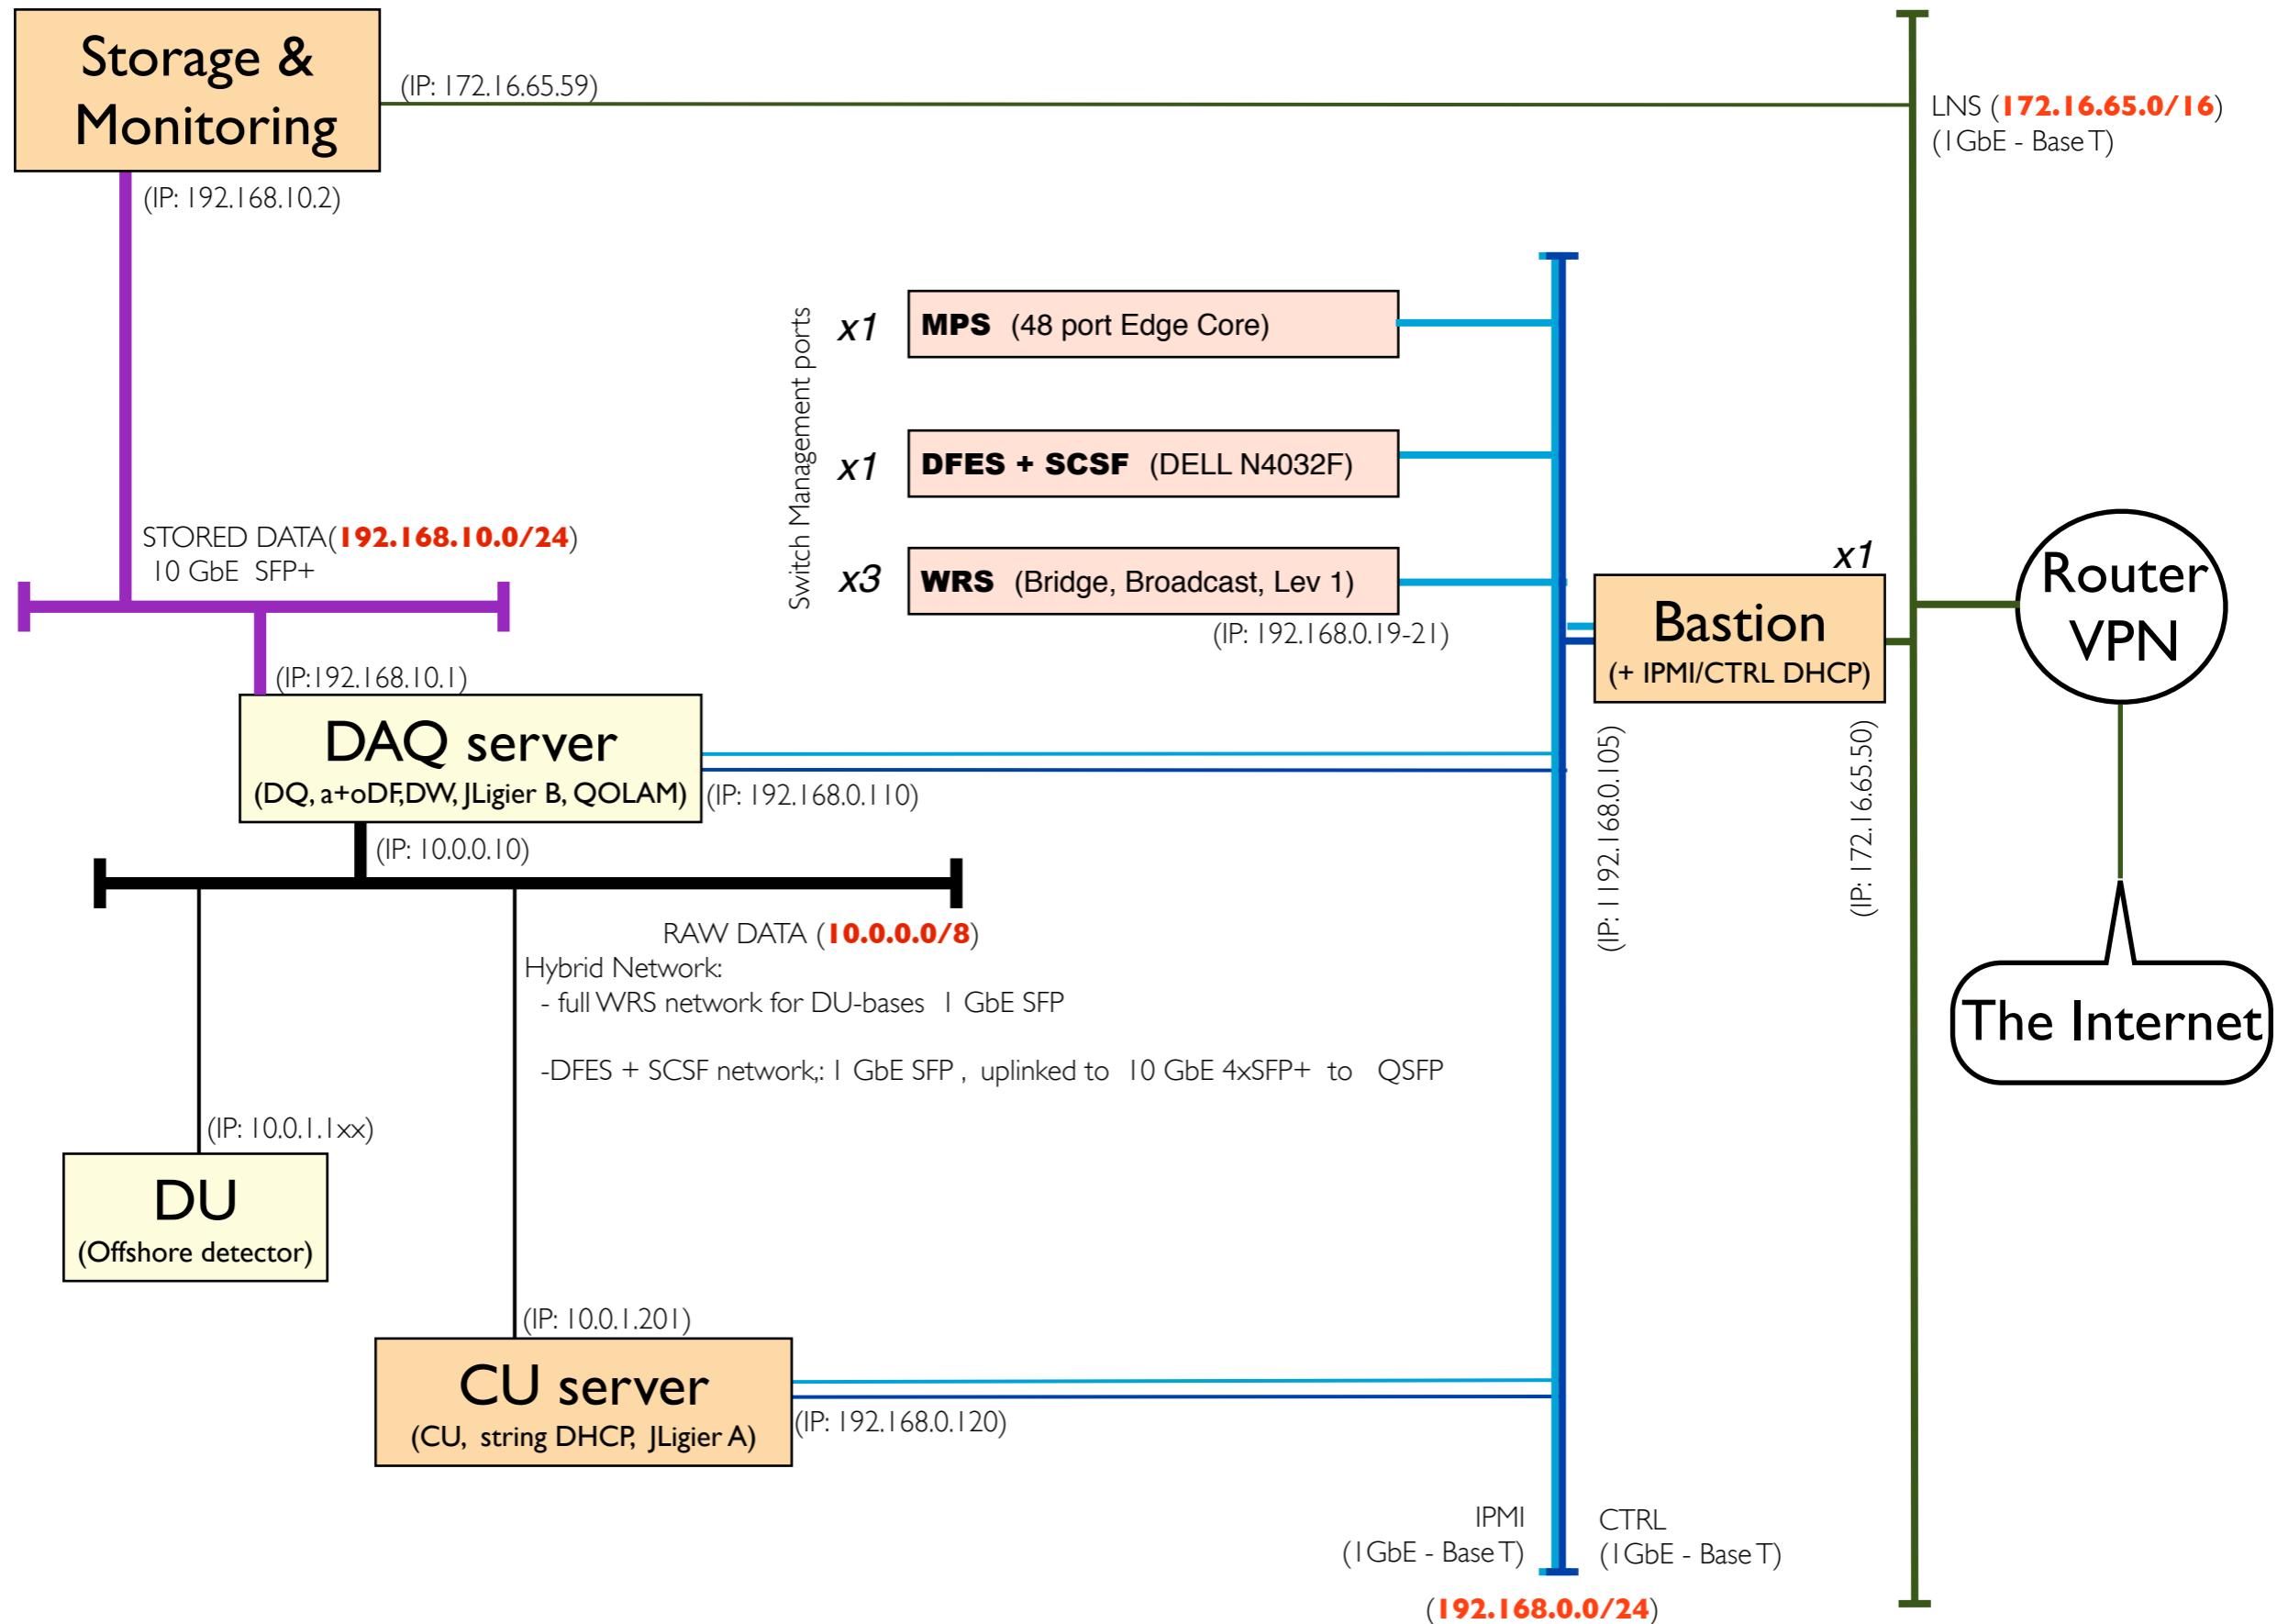 Storage &
Monitoring
(IP: 172.16.65.59)
LNS (172.16.65.0/16)
(1GbE - Base T)
(IP: 192.168.10.2)
Switch Management ports
x1
MPS (48 port Edge Core)
x1
DFES + SCSF (DELL N4032F)
x3
WRS (Bridge, Broadcast, Lev 1)
(IP: 192.168.0.19-21)
STORED DATA(192.168.10.0/24)
10 GbE SFP+
x1
Bastion
(+ IPMI/CTRL DHCP)
Router
VPN
(IP:192.168.10.1)
DAQ server
(DQ, a+oDF,DW, JLigier B, QOLAM)
(IP: 192.168.0.110)
(IP: 1192.168.0.105)
(IP: 172.16.65.50)
(IP: 10.0.0.10)
RAW DATA (10.0.0.0/8)
Hybrid Network:
- full WRS network for DU-bases 1 GbE SFP
-DFES + SCSF network,: 1 GbE SFP , uplinked to 10 GbE 4xSFP+ to QSFP
The Internet
(IP: 10.0.1.1xx)
DU
(Offshore detector)
(IP: 10.0.1.201)
CU server
(CU, string DHCP, JLigier A)
(IP: 192.168.0.120)
IPMI
(1GbE - Base T)
CTRL
(1GbE - Base T)
(192.168.0.0/24)